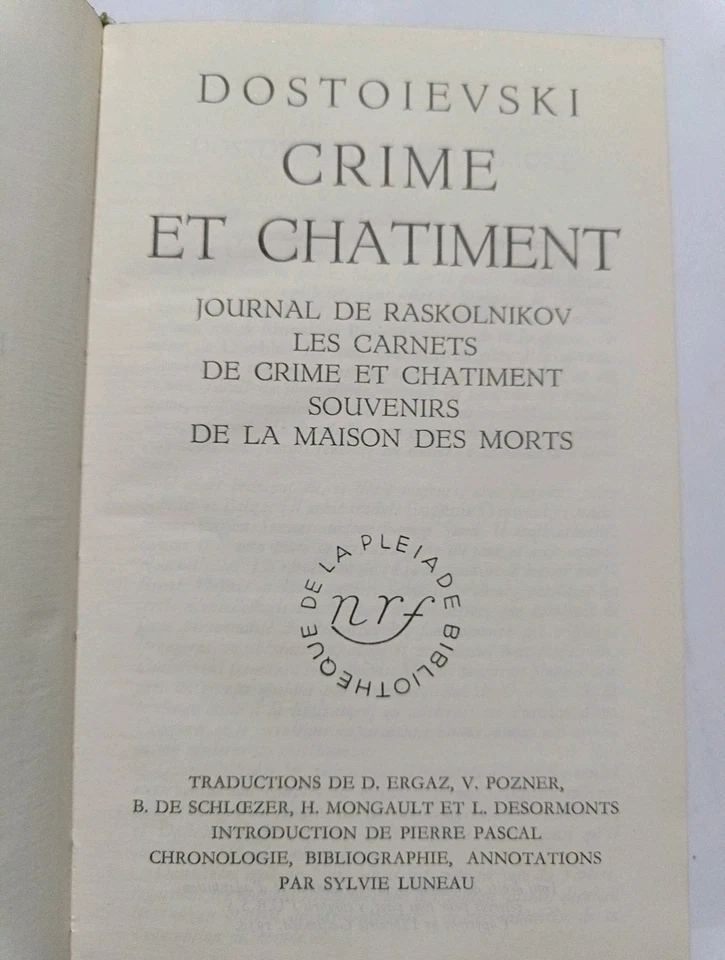 DOSTOIEVSKI
CRIME
ET CHATIMENT
JOURNAL DE RASKOLNIKOV
LES CARNETS
DE CRIME ET CHATIMENT
SOUVENIRS
DE LA MAISON DES MORTS
BIBLIOTHEQUE DE LA PLEIADE
nrf
TRADUCTIONS DE D. ERGAZ, V. POZNER,
B. DE SCHLŒZER, H. MONGAULT ET L. DESORMONTS
INTRODUCTION DE PIERRE PASCAL
CHRONOLOGIE, BIBLIOGRAPHIE, ANNOTATIONS
PAR SYLVIE LUNEAU